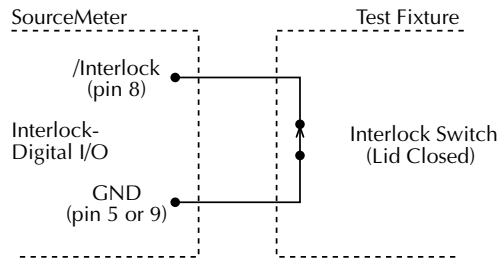 SourceMeter
Test Fixture
/Interlock
(pin 8)
Interlock-
Digital I/O
GND
(pin 5 or 9)
Interlock Switch
(Lid Closed)